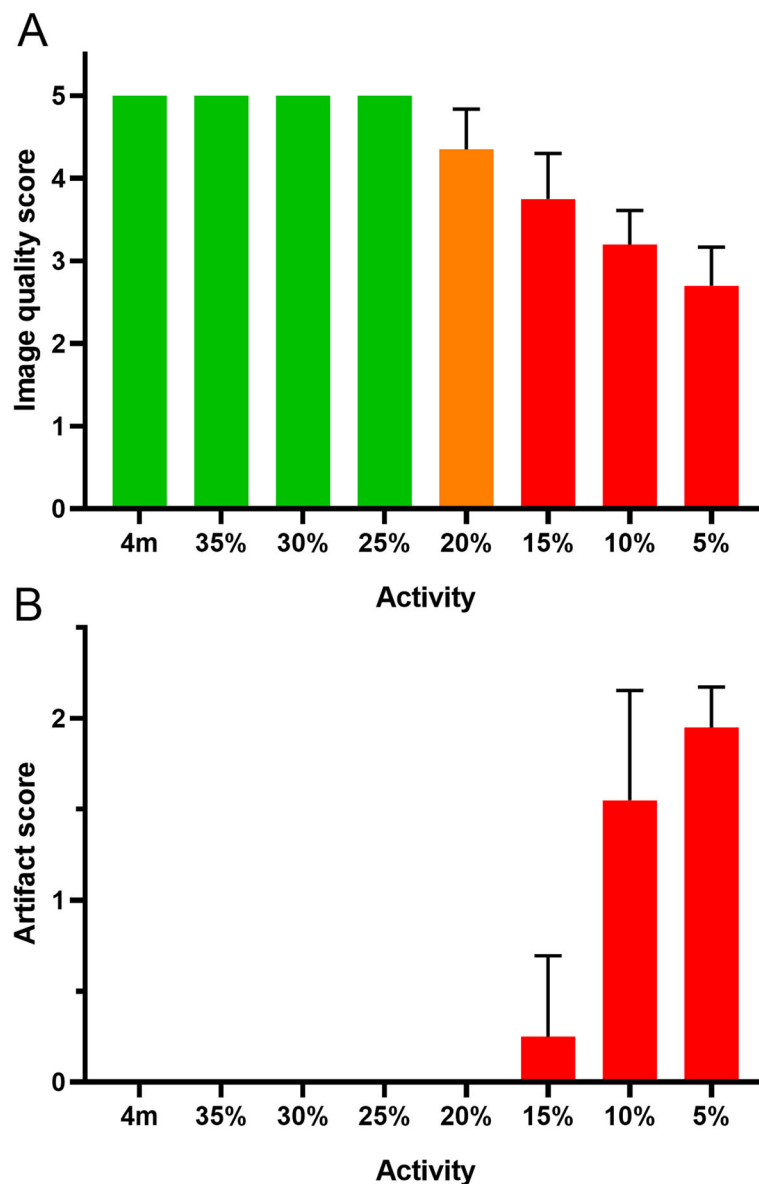 A
Image quality score
5
4
3
2
1
0
4m 35% 30% 25% 20% 15% 10% 5%
Activity
B
Artifact score
2
1
0
4m 35% 30% 25% 20% 15% 10% 5%
Activity